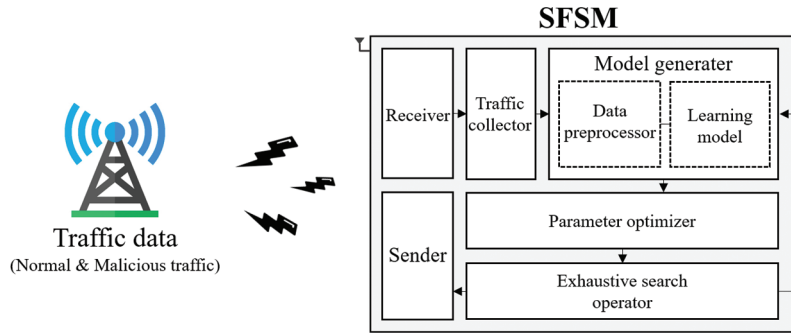 SFSM
Model generater
Receiver
Traffic
collector
Data
preprocessor
Learning
model
Traffic data
(Normal & Malicious traffic)
Sender
Parameter optimizer
Exhaustive search
operator